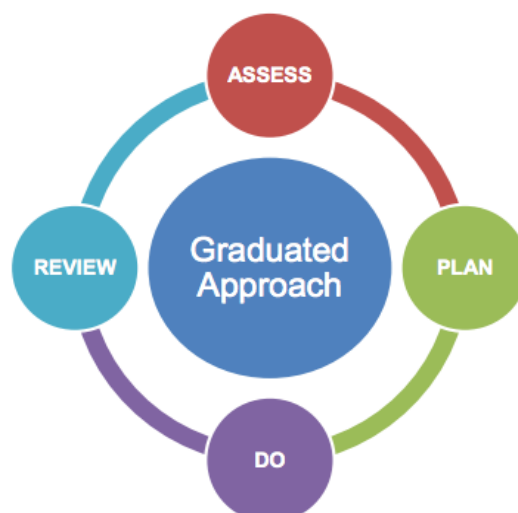 ASSESS
Graduated
Approach
REVIEW
PLAN
DO